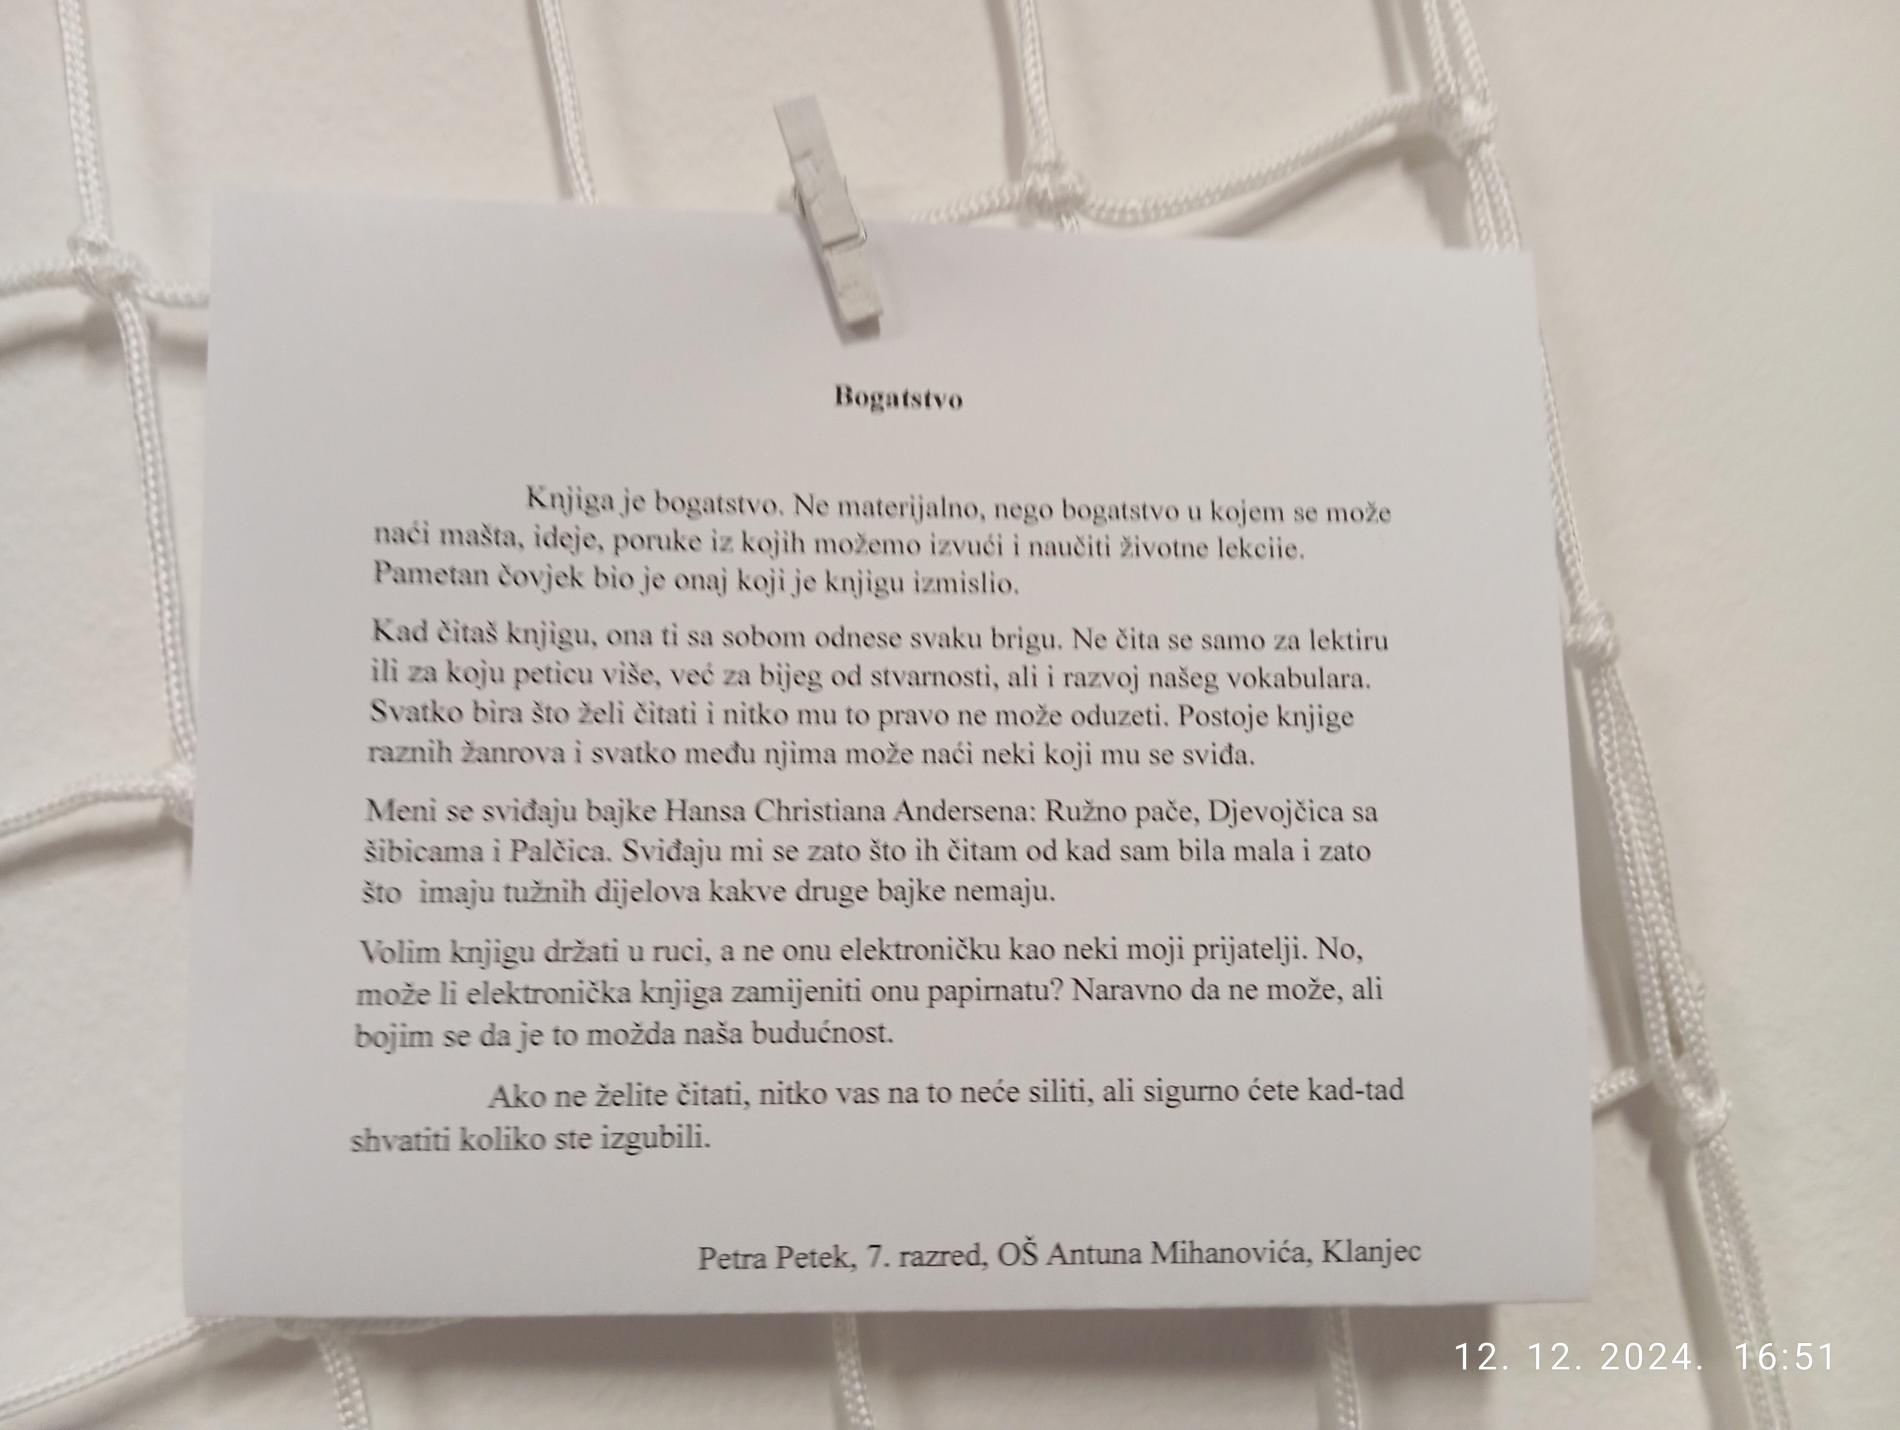 Bogatstvo
Knjiga je bogatstvo. Ne materijalno, nego bogatstvo u kojem se može
naći mašta, ideje, poruke iz kojih možemo izvući i naučiti životne lekciie.
Pametan čovjek bio je onaj koji je knjigu izmislio.
Kad čitaš knjigu, ona ti sa sobom odnese svaku brigu. Ne čita se samo za lektiru
ili za koju peticu više, već za bijeg od stvarnosti, ali i razvoj našeg vokabulara.
Svatko bira što želi čitati i nitko mu to pravo ne može oduzeti. Postoje knjige
raznih žanrova i svatko među njima može naći neki koji mu se sviđa.
Meni se sviđaju bajke Hansa Christiana Andersena: Ružno pače, Djevojčica sa
šibicama i Palčica. Sviđaju mi se zato što ih čitam od kad sam bila mala i zato
što  imaju tužnih dijelova kakve druge bajke nemaju.
Volim knjigu držati u ruci, a ne onu elektroničku kao neki moji prijatelji. No,
može li elektronička knjiga zamijeniti onu papirnatu? Naravno da ne može, ali
bojim se da je to možda naša budućnost.
Ako ne želite čitati, nitko vas na to neće siliti, ali sigurno ćete kad-tad
shvatiti koliko ste izgubili.
Petra Petek, 7. razred, OŠ Antuna Mihanovića, Klanjec
12. 12. 2024. 16:51